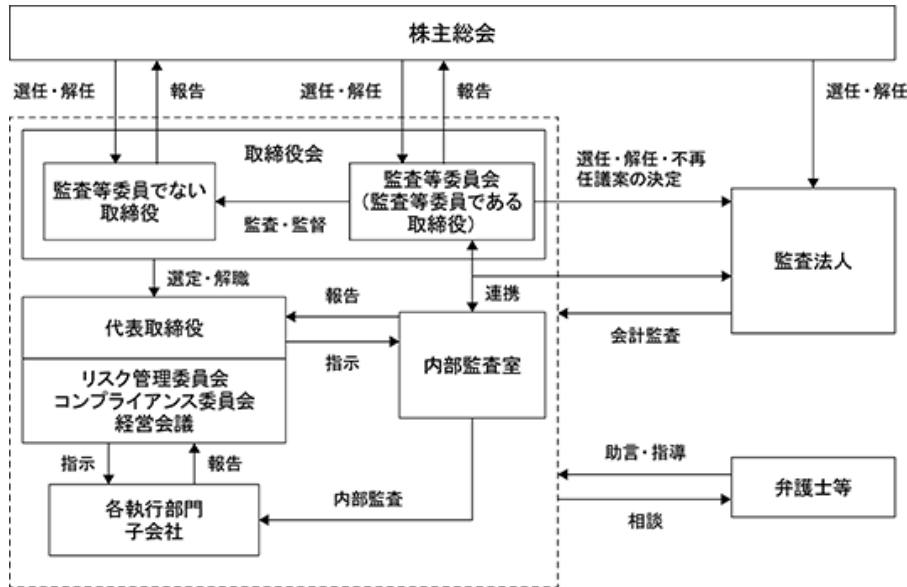 株主総会
選任・解任
報告
選任・解任
報告
選任・解任
取締役会
監査等委員でない
取締役
監査・監督
監査等委員会
（監査等委員である
取締役）
選任・解任・不再
任議案の決定
監査法人
選定・解職
連携
報告
会計監査
代表取締役
指示
内部監査室
リスク管理委員会
コンプライアンス委員会
経営会議
指示
報告
助言・指導
弁護士等
相談
内部監査
各執行部門
子会社